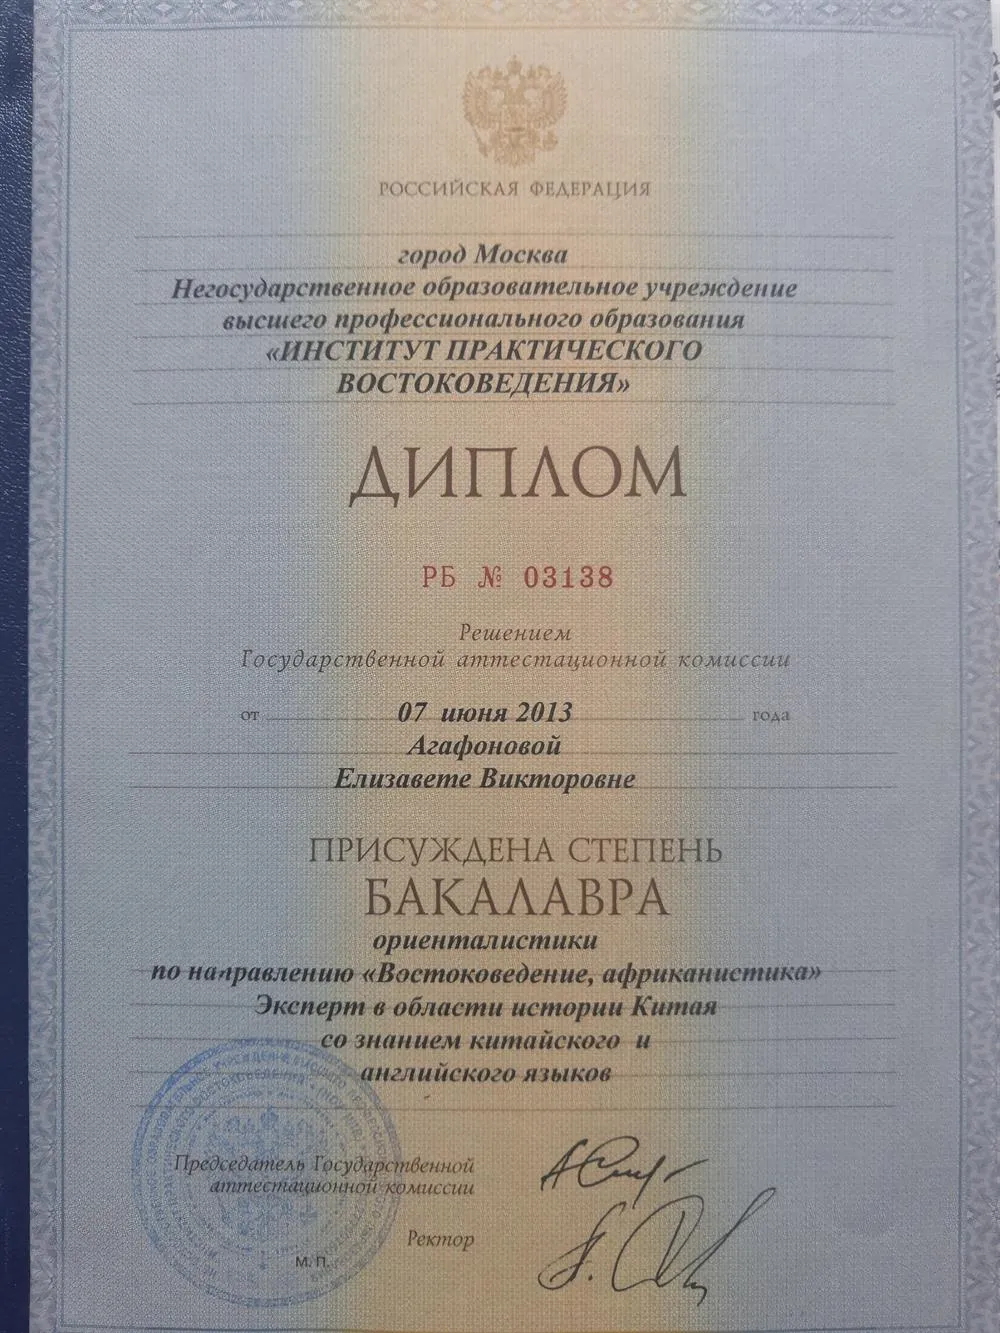 РОССИЙСКАЯ ФЕДЕРАЦИЯ
город Москва
Негосударственное образовательное учреждение
высшего профессионального образования
«ИНСТИТУТ ПРАКТИЧЕСКОГО
ВОСТОКОВЕДЕНИЯ»
ДИПЛОМ
РБ № 03138
Решением
Государственной аттестационной комиссии
от 07 июня 2013 года
Агафоновой
Елизавете Викторовне
ПРИСУЖДЕНА СТЕПЕНЬ
БАКАЛАВРА
ориенталистики
по направлению «Востоковедение, африканистика»
Эксперт в области истории Китая
со знанием китайского и
английского языков
Председатель Государственной
аттестационной комиссии
Ректор
М. П.